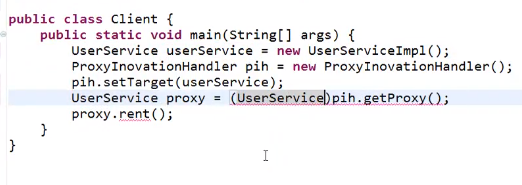 public class Client {
public static void main(String[] args) {
UserService userService = new UserServiceImpl();
ProxyInovationHandler pih = new ProxyInovationHandler();
pih.setTarget(userService);
UserService proxy = (UserService)pih.getProxy();
proxy.rent();
}
}